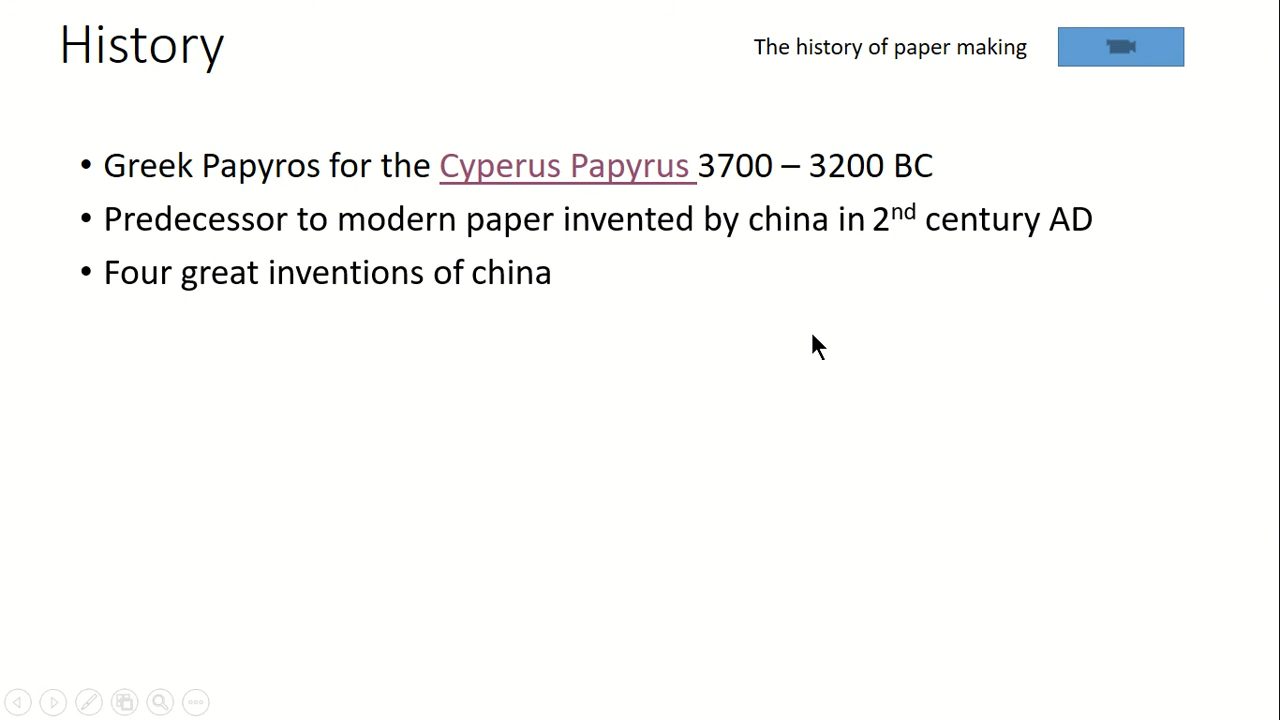 History
The history of paper making
• Greek Papyros for the Cyperus Papyrus 3700 – 3200 BC
• Predecessor to modern paper invented by china in 2nd century AD
• Four great inventions of china